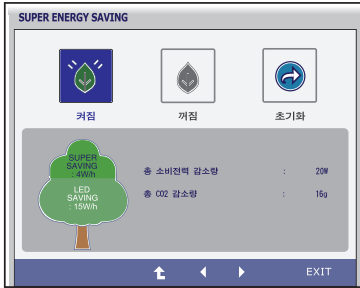 SUPER ENERGY SAVING
켜짐 꺼짐 초기화
SUPER
SAVING
: 4W/h
LED
SAVING
: 15W/h
총 소비전력 감소량 : 20W
총 CO2 감소량 : 16g
EXIT